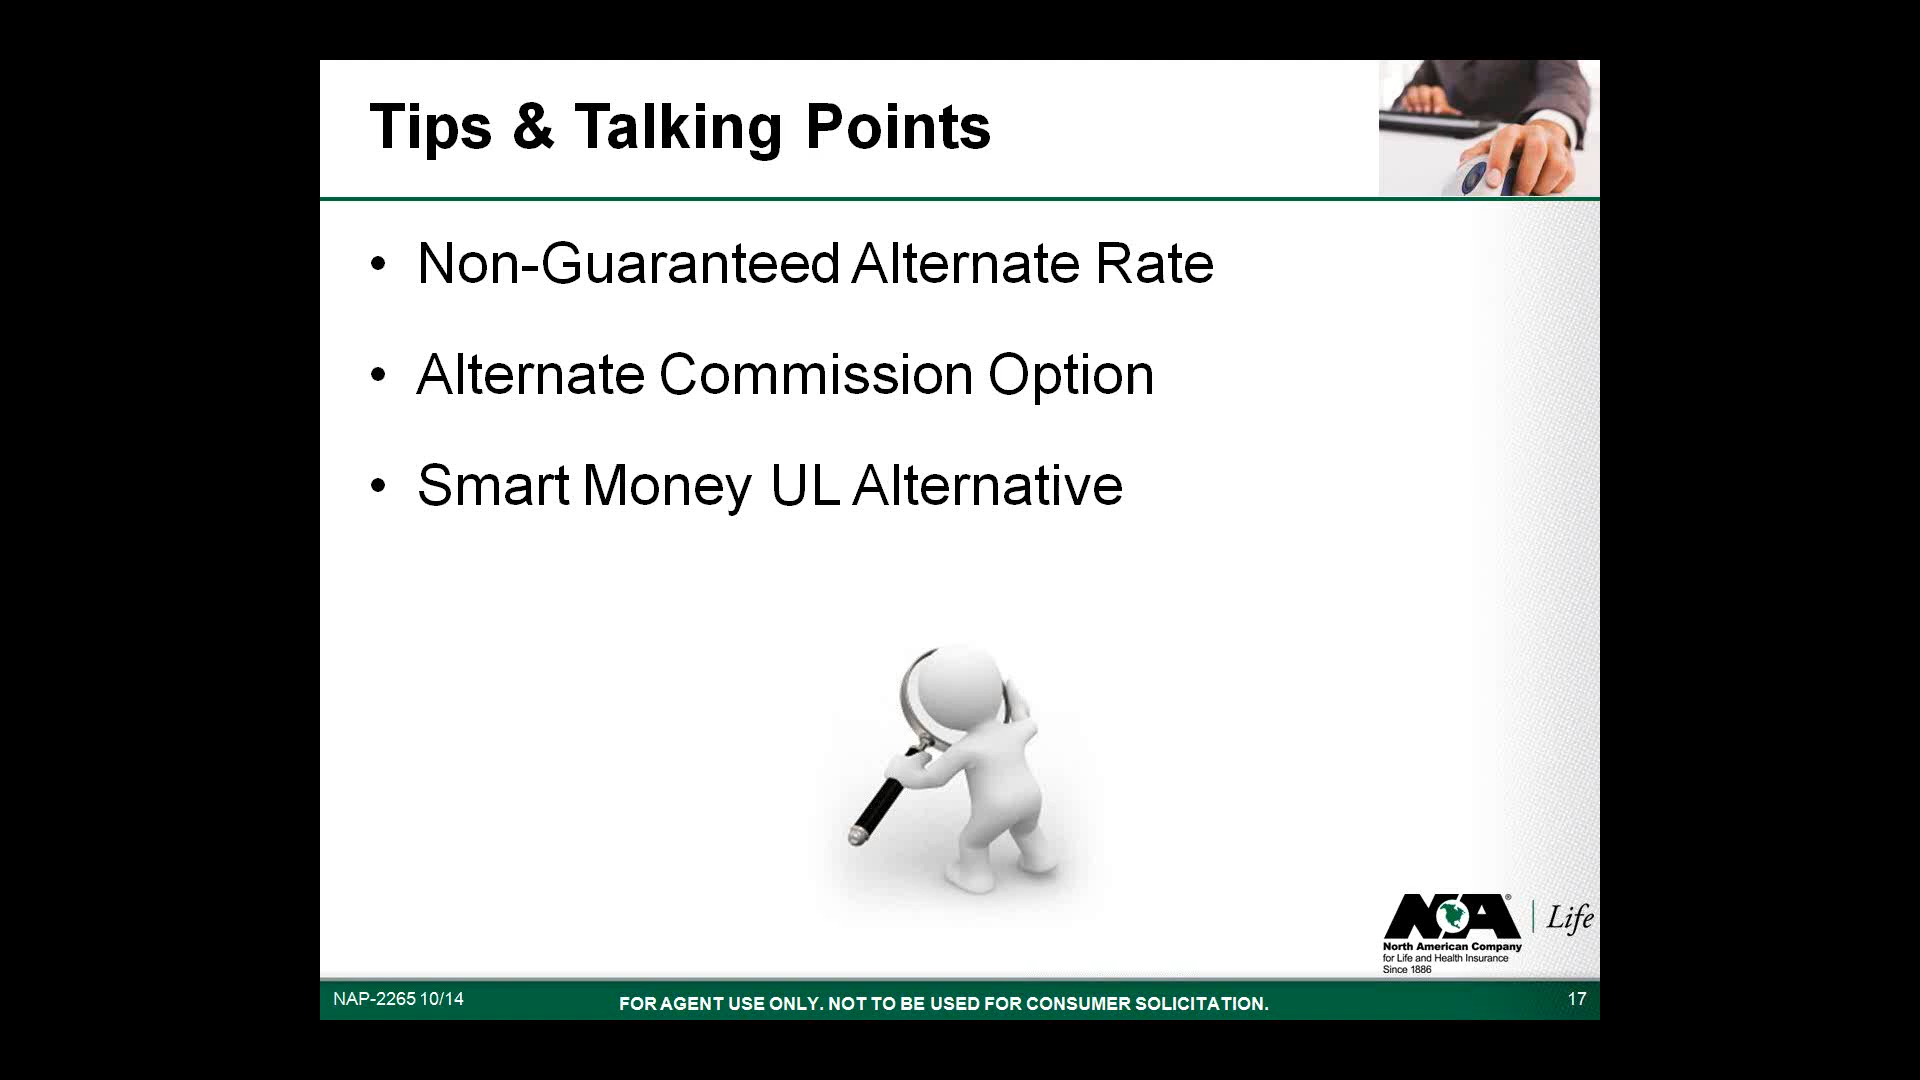 Tips & Talking Points
• Non-Guaranteed Alternate Rate
• Alternate Commission Option
• Smart Money UL Alternative
NA® | Life
North American Company
for Life and Health Insurance
Since 1886
NAP-2265 10/14
FOR AGENT USE ONLY. NOT TO BE USED FOR CONSUMER SOLICITATION.
17